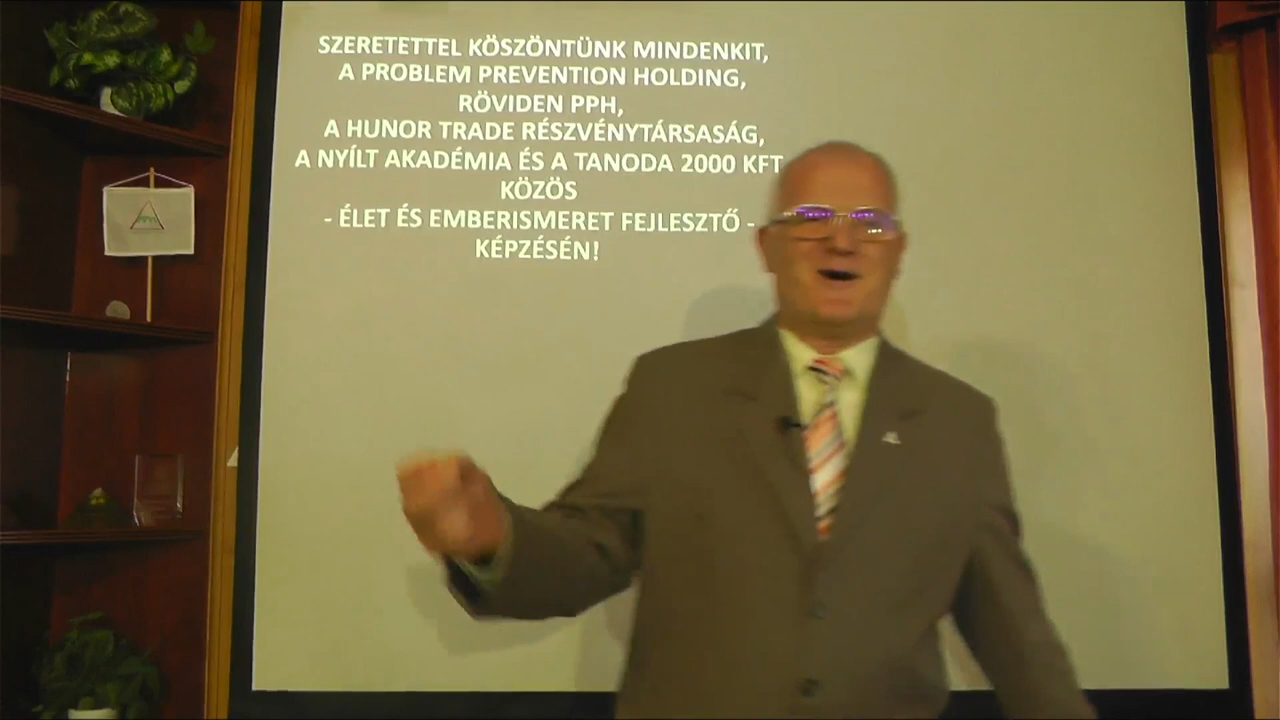 SZERETETTEL KÖSZÖNTÜNK MINDENKIT,
A PROBLEM PREVENTION HOLDING,
RÖVIDEN PPH,
A HUNOR TRADE RÉSZVÉNYTÁRSASÁG,
A NYÍLT AKADÉMIA ÉS A TANODA 2000 KFT
KÖZÖS
- ÉLET ÉS EMBERISMERET FEJLESZTŐ -
KÉPZÉSÉN!